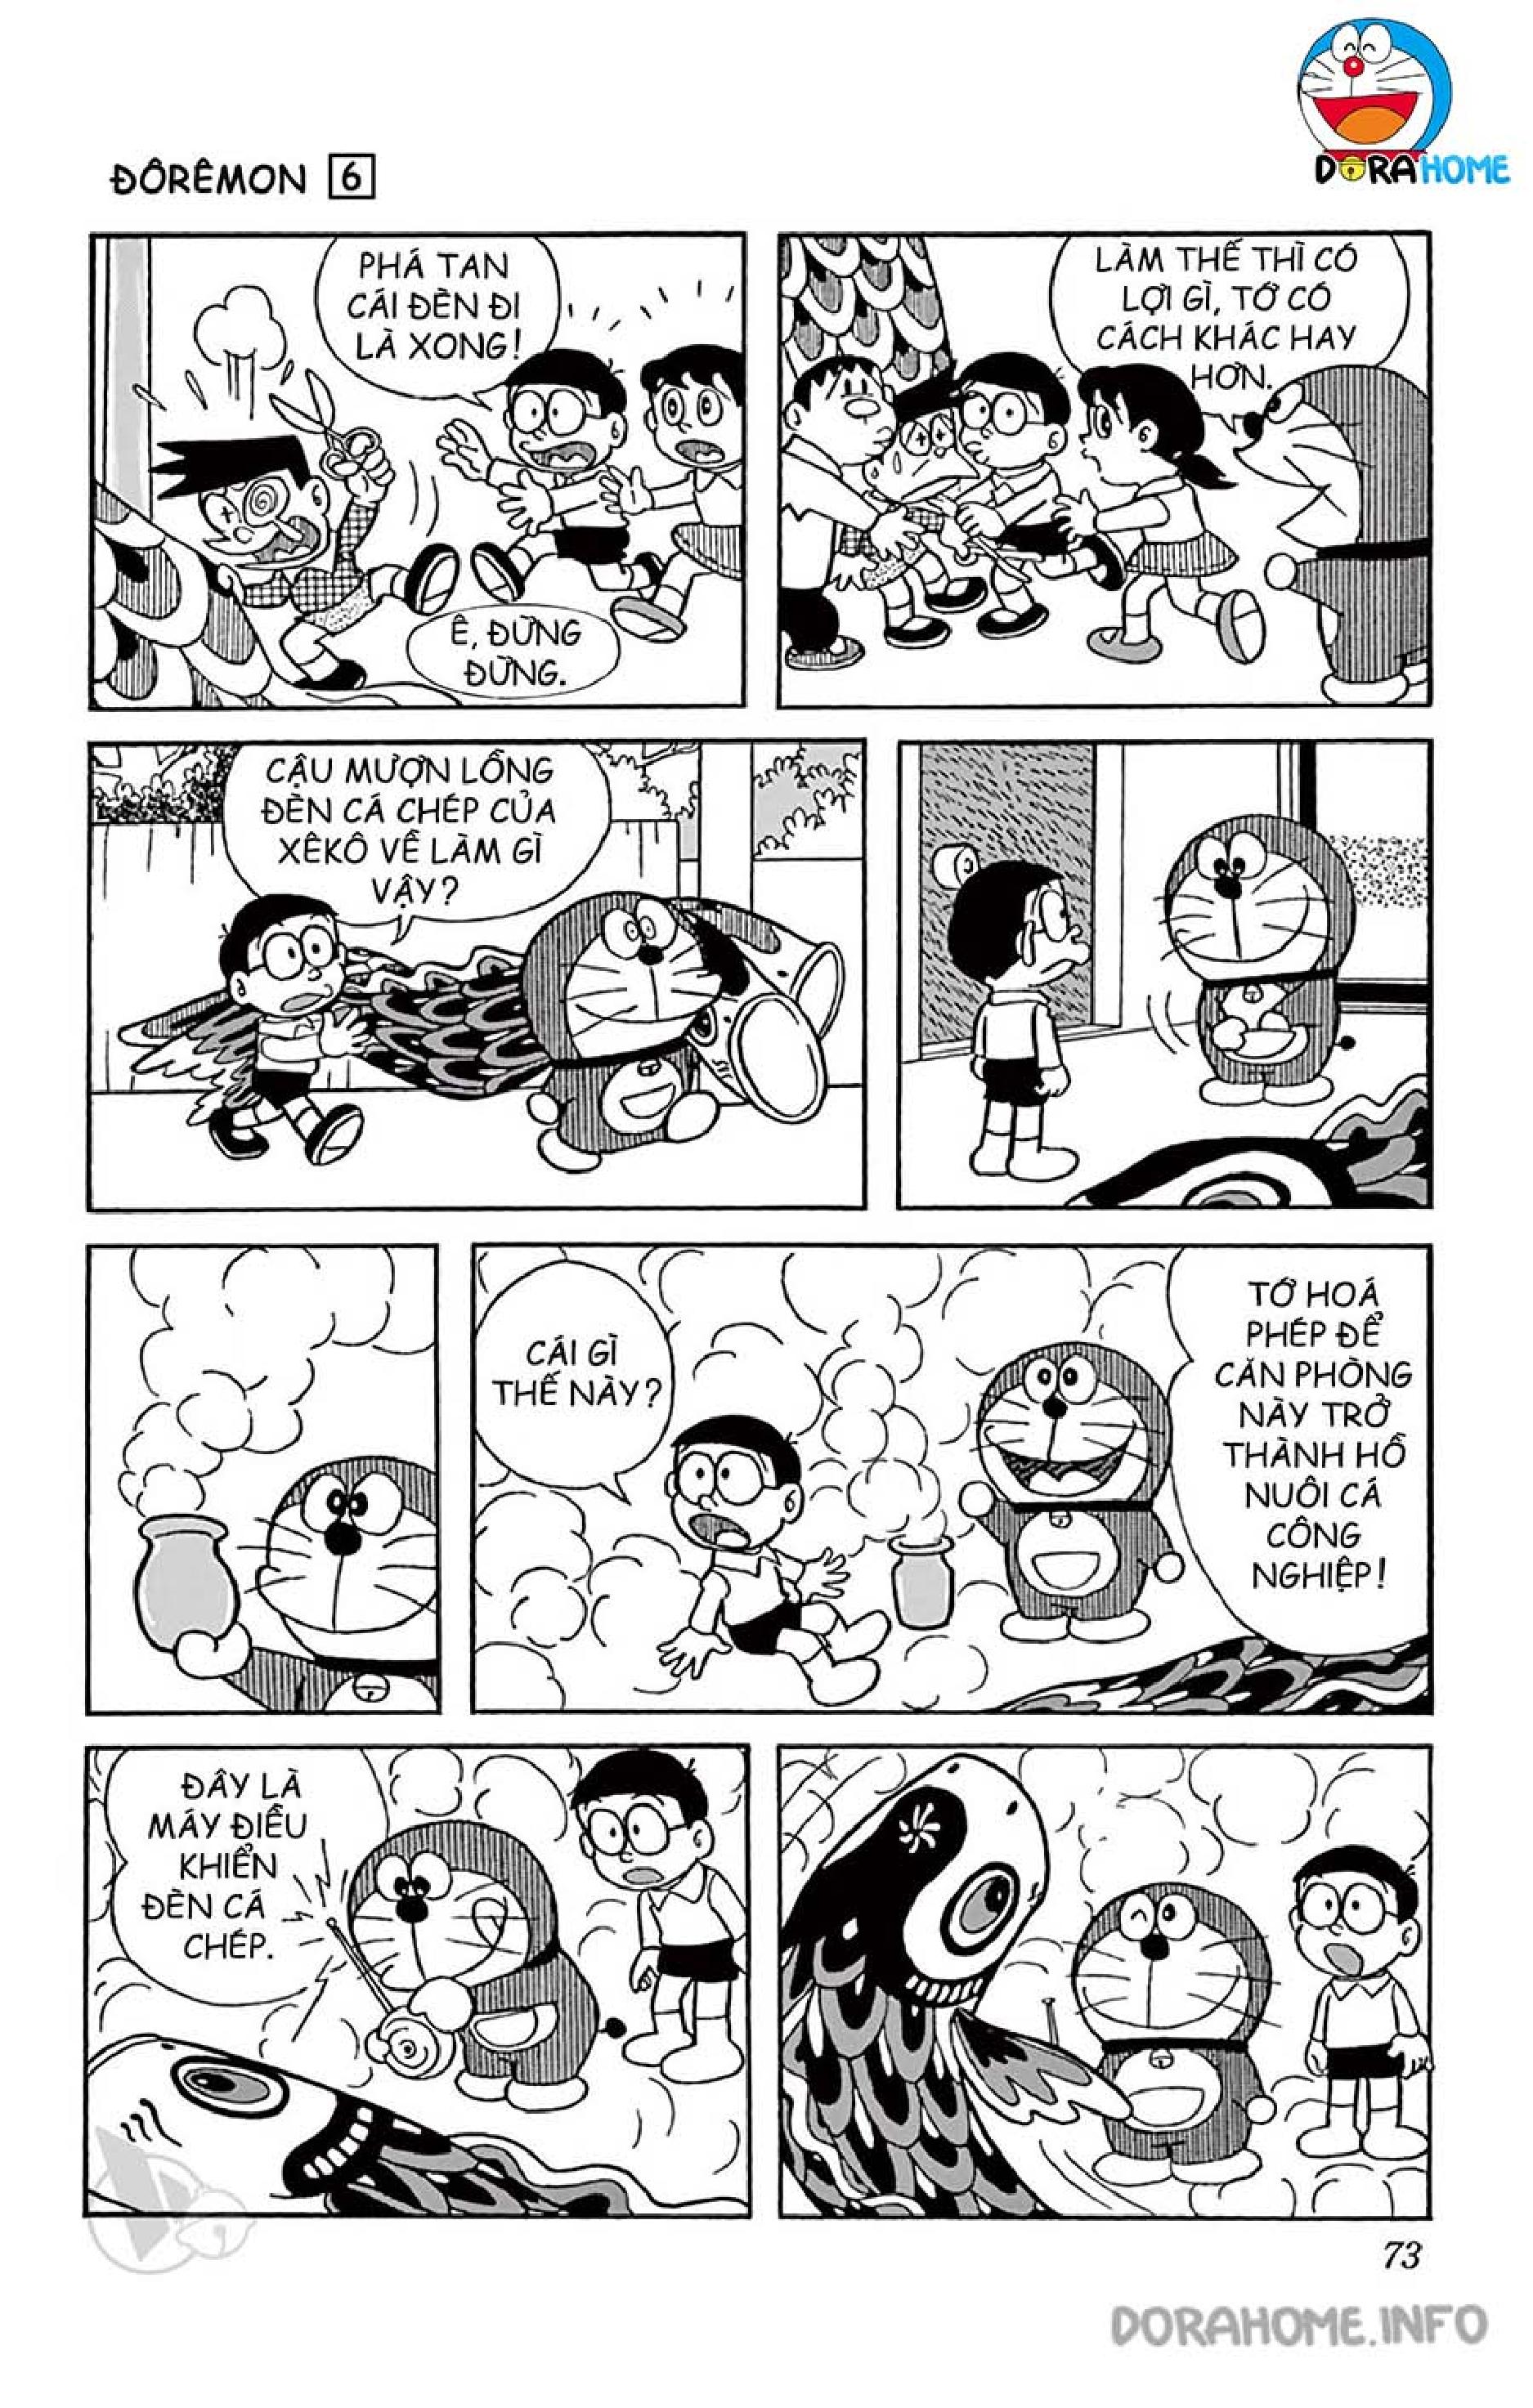 DORAHOME
ĐÔRÊMON 6
PHÁ TAN
CÁI ĐÈN ĐI
LÀ XONG!
Ê, ĐỪNG
ĐỪNG.
LÀM THẾ THÌ CÓ
LỢI GÌ, TỚ CÓ
CÁCH KHÁC HAY
HƠN.
CẬU MƯỢN LỒNG
ĐÈN CÁ CHÉP CỦA
XÊKÔ VỀ LÀM GÌ
VẬY?
CÁI GÌ
THẾ NÀY?
TỚ HOÁ
PHÉP ĐỂ
CĂN PHÒNG
NÀY TRỞ
THÀNH HỒ
NUÔI CÁ
CÔNG
NGHIỆP!
ĐÂY LÀ
MÁY ĐIỀU
KHIỂN
ĐÈN CÁ
CHÉP.
73
DORAHOME.INFO